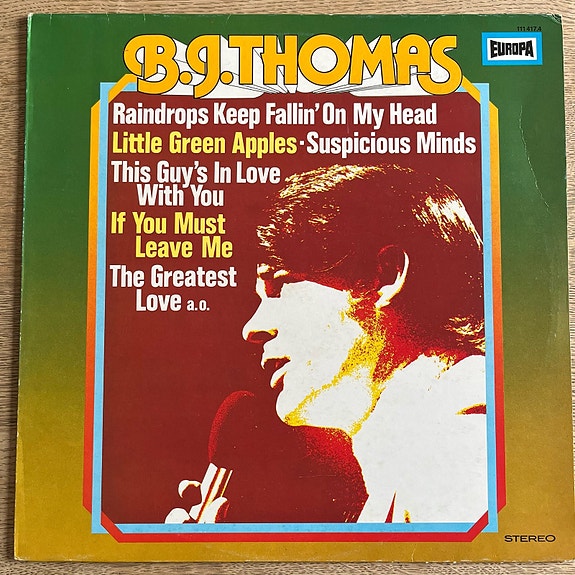 111 417.4
B.J. THOMAS
EUROPA
Raindrops Keep Fallin' On My Head
Little Green Apples · Suspicious Minds
This Guy's In Love
With You
If You Must
Leave Me
The Greatest
Love a.o.
STEREO